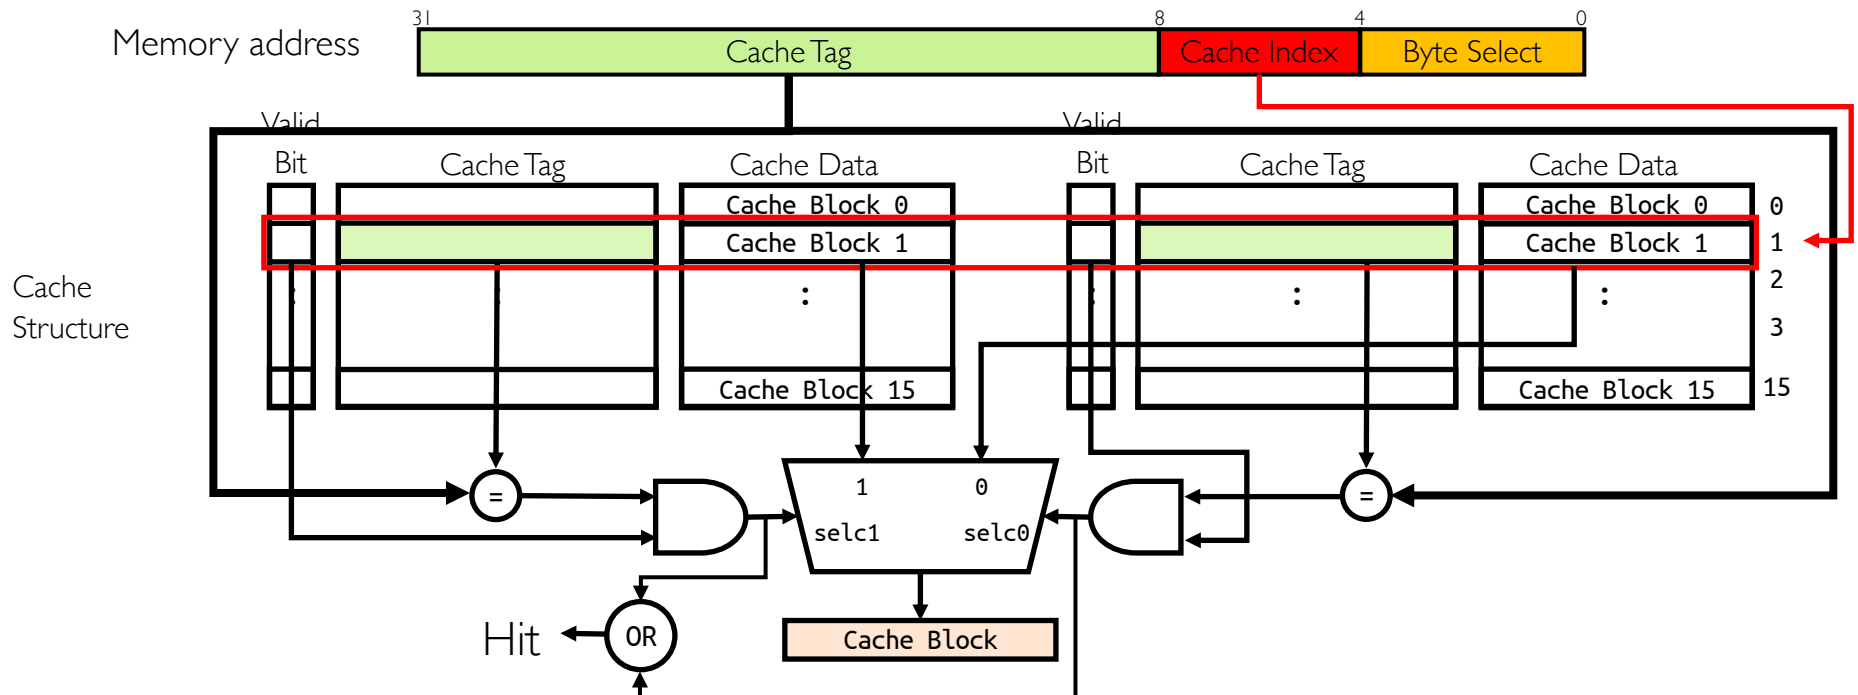 31 8 4 0
Memory address Cache Tag Cache Index Byte Select
Valid Valid
Bit Cache Tag Cache Data Bit Cache Tag Cache Data
Cache Block 0 Cache Block 0 0
Cache Block 1 Cache Block 1 1
: : : : : : 2
Cache
Structure
3
Cache Block 15 Cache Block 15 15
1 0
= =
selc1 selc0
Hit OR Cache Block